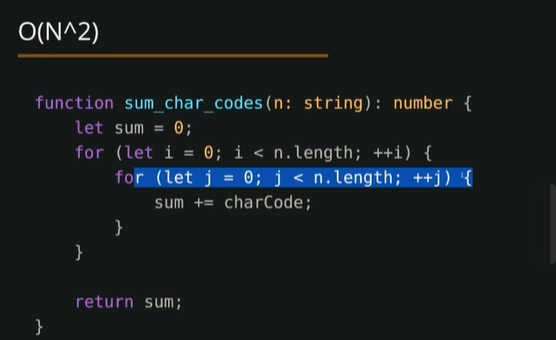 O(N^2)
function sum_char_codes(n: string): number {
let sum = 0;
for (let i = 0; i < n.length; ++i) {
for (let j = 0; j < n.length; ++j) {
sum += charCode;
}
}
return sum;
}